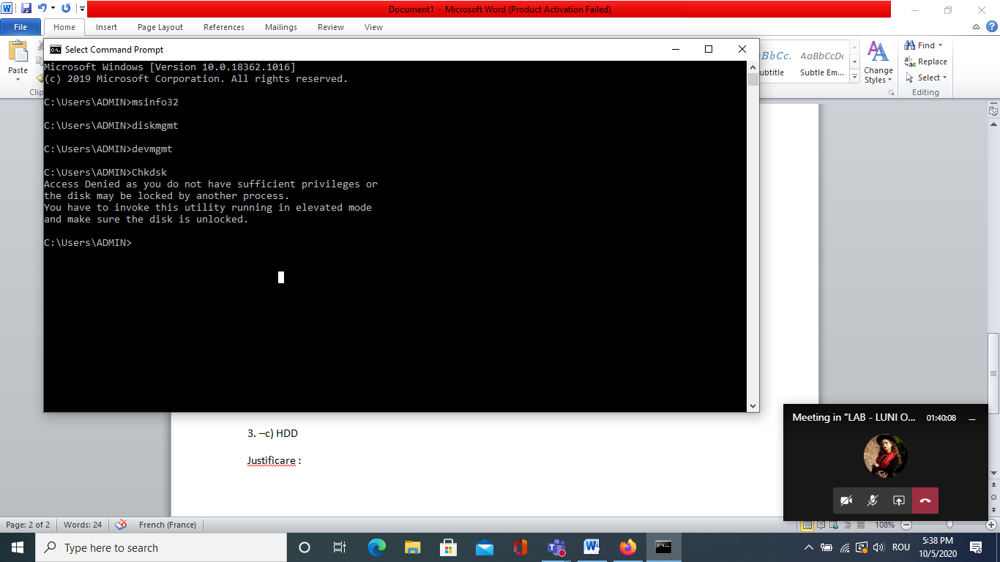 Document1 - Microsoft Word (Product Activation Failed)
File Home Insert Page Layout References Mailings Review View
Paste
Clip
ubtitle
AaBbCcDc
Subtle Em...
Change
Styles
Find
Replace
Select
Editing
Select Command Prompt
Microsoft Windows [Version 10.0.18362.1016]
(c) 2019 Microsoft Corporation. All rights reserved.
C:\Users\ADMIN>msinfo32
C:\Users\ADMIN>diskmgmt
C:\Users\ADMIN>devmgmt
C:\Users\ADMIN>Chkdsk
Access Denied as you do not have sufficient privileges or
the disk may be locked by another process.
You have to invoke this utility running in elevated mode
and make sure the disk is unlocked.
C:\Users\ADMIN>
3. –c) HDD
Justificare :
Meeting in "LAB - LUNI O... 01:40:08
Page: 2 of 2 Words: 24 French (France) 108%
Type here to search
ROU
5:38 PM
10/5/2020